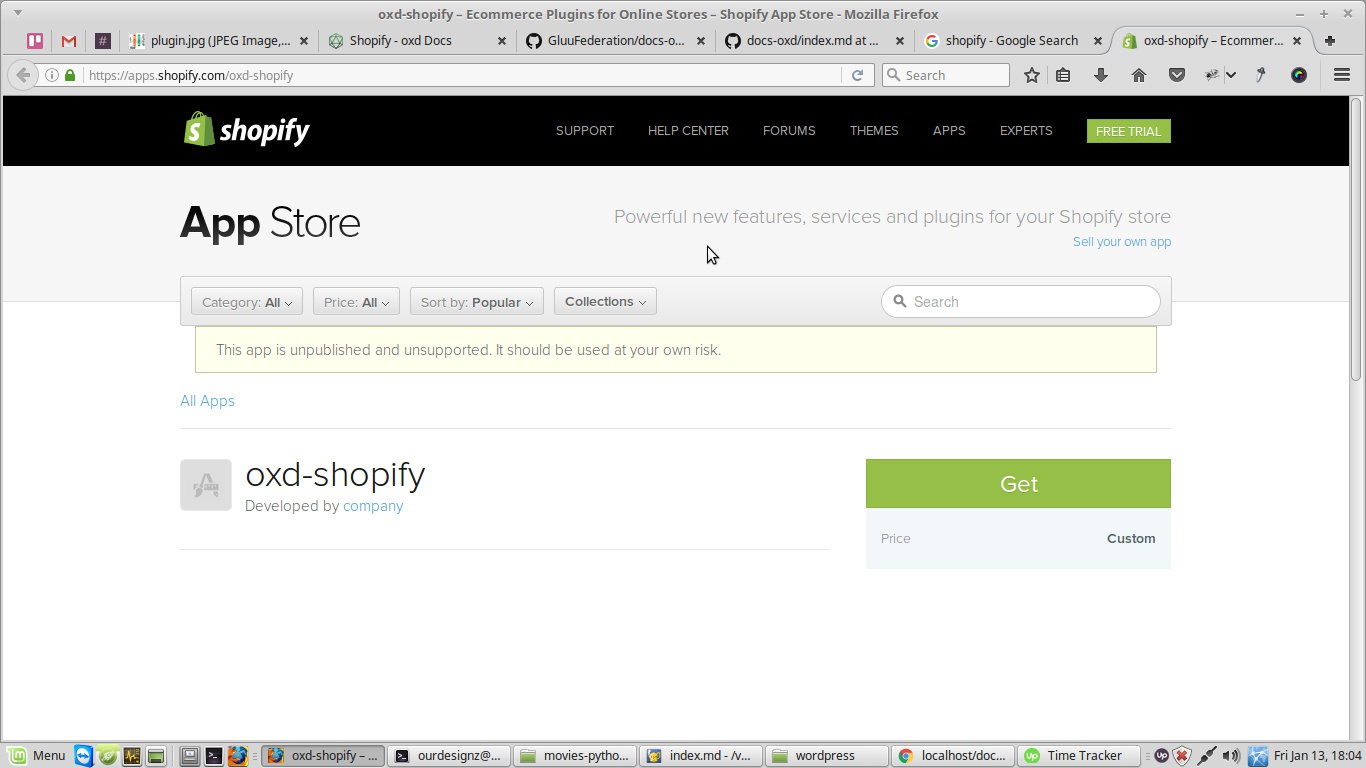 oxd-shopify – Ecommerce Plugins for Online Stores – Shopify App Store - Mozilla Firefox
plugin.jpg (JPEG Image,... Shopify - oxd Docs GluuFederation/docs-o... docs-oxd/index.md at ... shopify - Google Search oxd-shopify – Ecommer...
https://apps.shopify.com/oxd-shopify Search
shopify SUPPORT HELP CENTER FORUMS THEMES APPS EXPERTS FREE TRIAL
App Store
Powerful new features, services and plugins for your Shopify store
Sell your own app
Category: All Price: All Sort by: Popular Collections Search
This app is unpublished and unsupported. It should be used at your own risk.
All Apps
oxd-shopify
Developed by company
Get
Price Custom
Menu oxd-shopify – ... ourdesignz@... movies-pytho... index.md - /v... wordpress localhost/doc... Time Tracker Fri Jan 13, 18:04